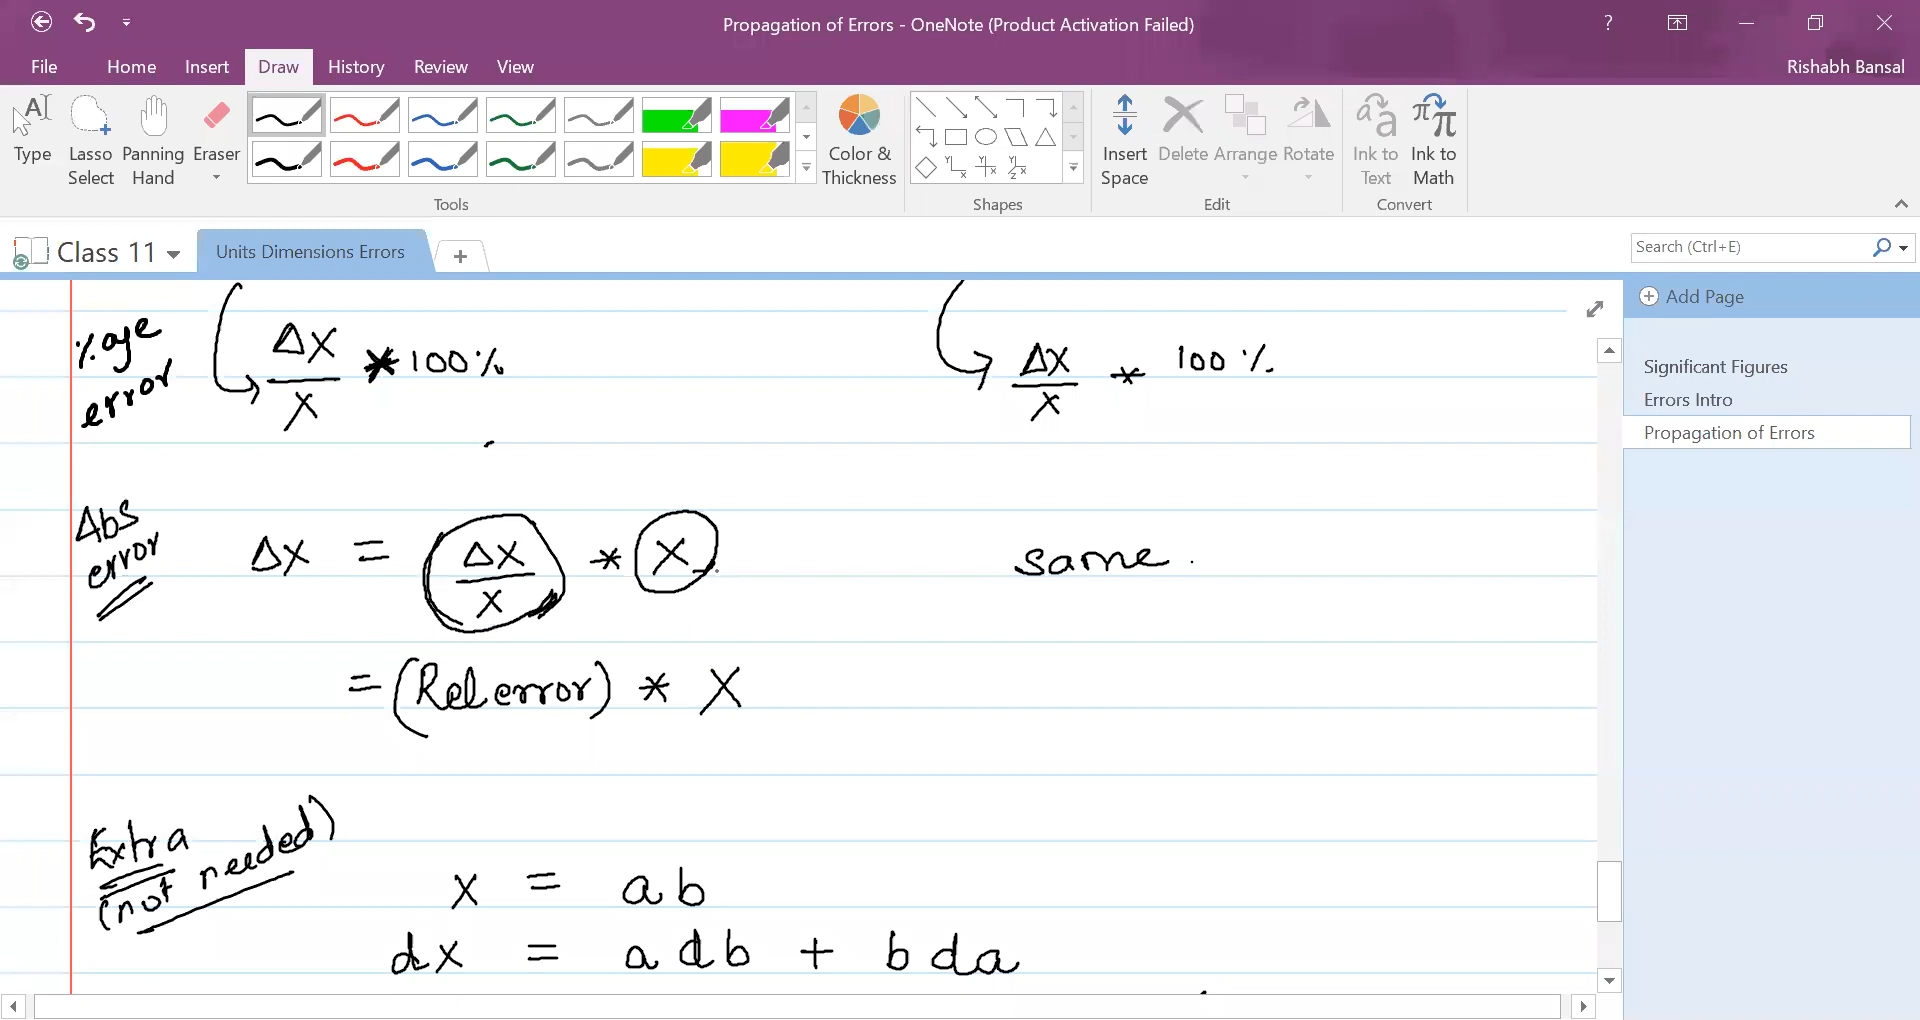 Propagation of Errors - OneNote (Product Activation Failed)
?
File Home Insert Draw History Review View
Rishabh Bansal
Type
Lasso Select
Panning Hand
Eraser
Color & Thickness
Insert Space
Delete
Arrange
Rotate
Ink to Text
Ink to Math
Tools
Shapes
Edit
Convert
Class 11
Units Dimensions Errors
Search (Ctrl+E)
Add Page
Significant Figures
Errors Intro
Propagation of Errors
%age error
ΔX/X * 100%
ΔX/X * 100%
Abs error
ΔX = ΔX/X * X
same.
= (Rel error) * X
Extra
(not needed)
x = ab
dx = adb + bda